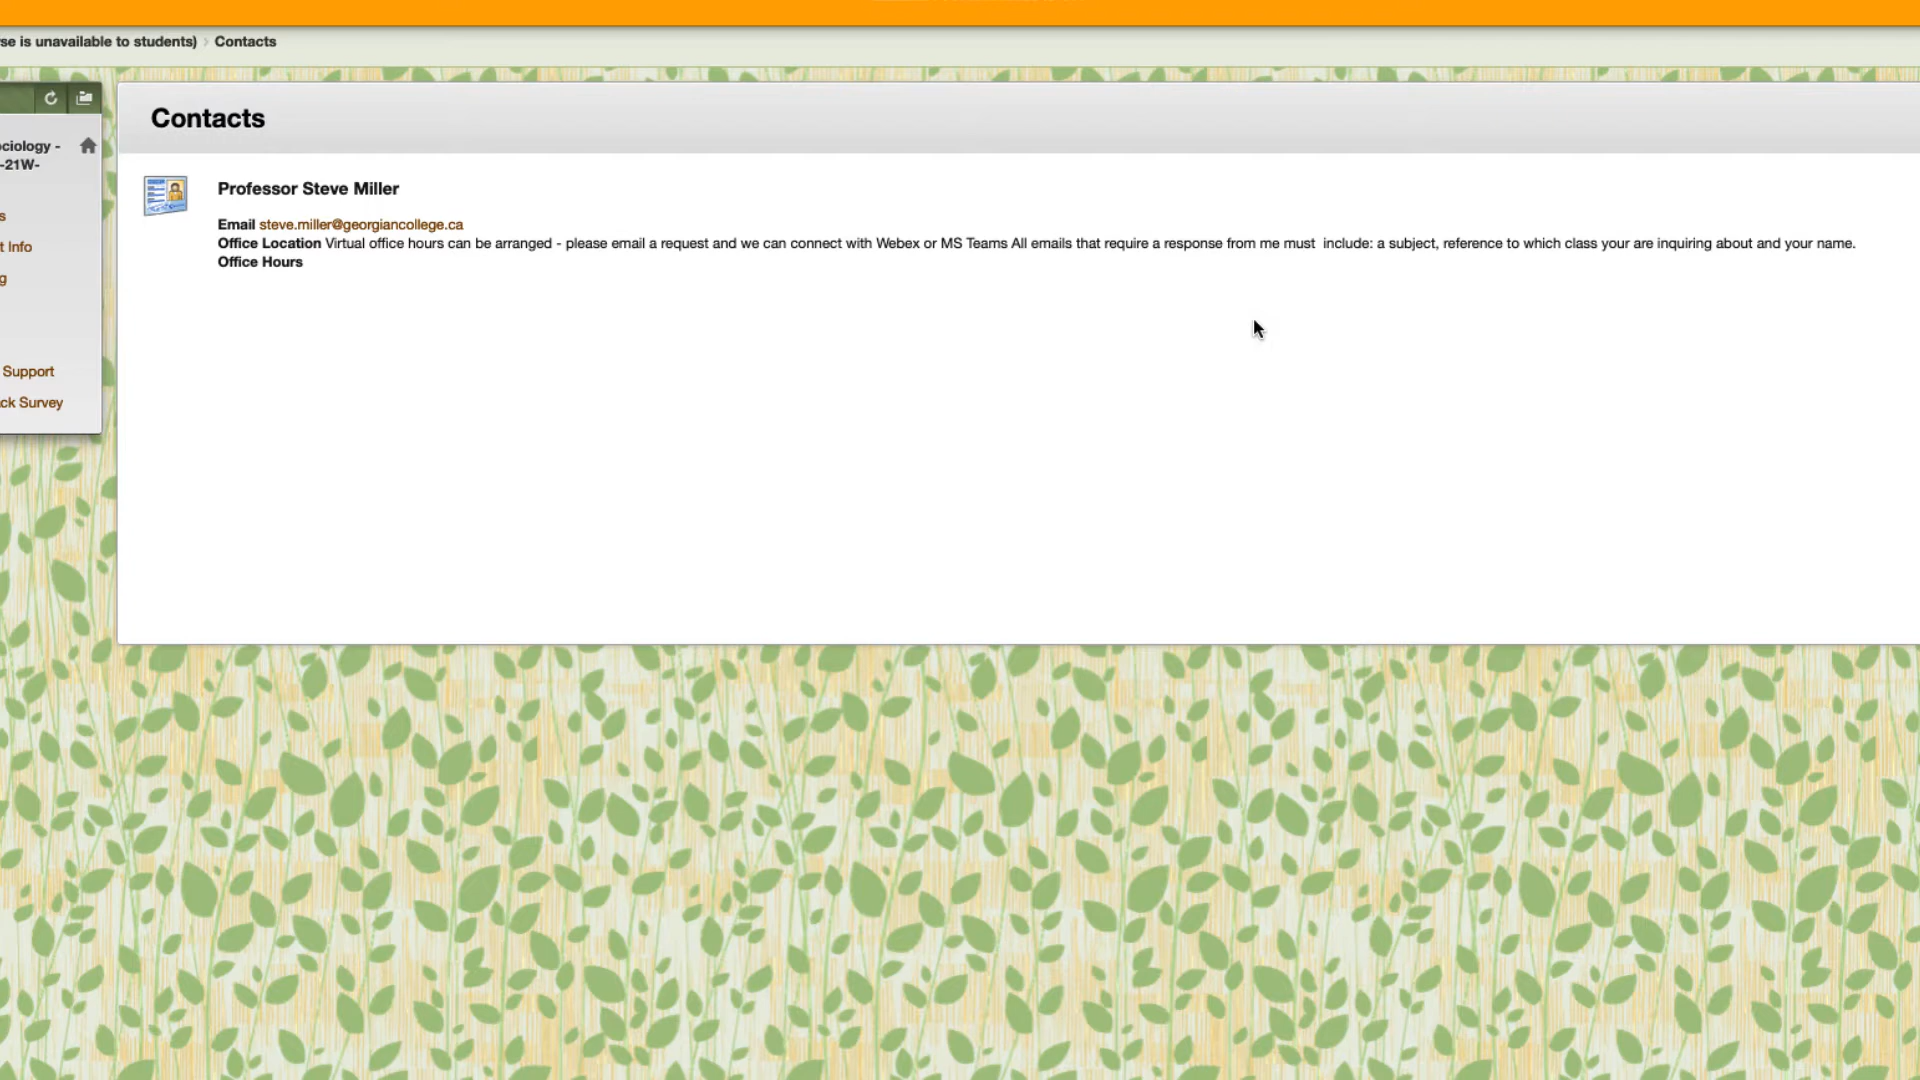 se is unavailable to students) › Contacts
ciology -
-21W-
s
t Info
g
Support
ck Survey
Contacts
Professor Steve Miller
Email steve.miller@georgiancollege.ca
Office Location Virtual office hours can be arranged - please email a request and we can connect with Webex or MS Teams All emails that require a response from me must  include: a subject, reference to which class your are inquiring about and your name.
Office Hours